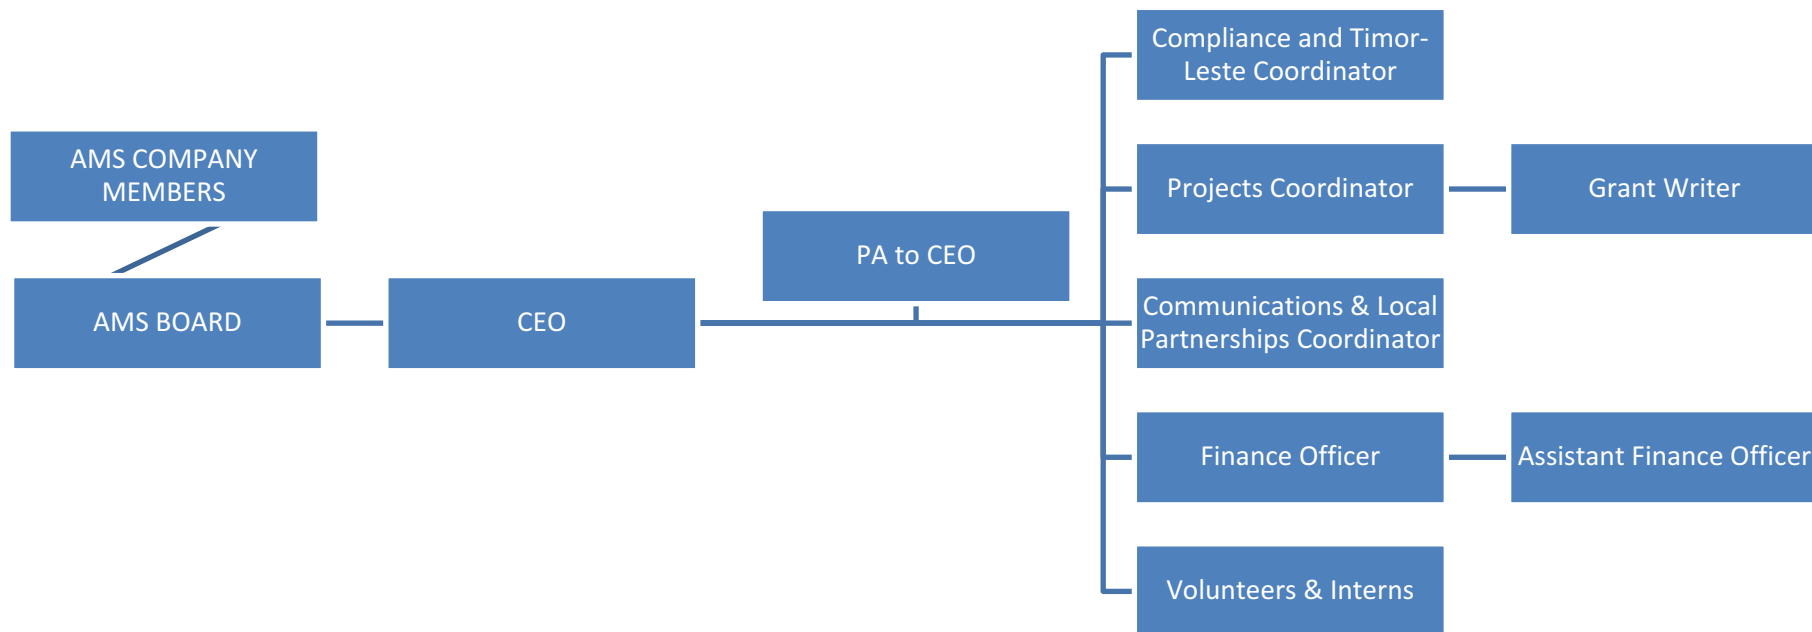 AMS COMPANY
MEMBERS
AMS BOARD
CEO
PA to CEO
Compliance and Timor-
Leste Coordinator
Projects Coordinator
Grant Writer
Communications & Local
Partnerships Coordinator
Finance Officer
Assistant Finance Officer
Volunteers & Interns